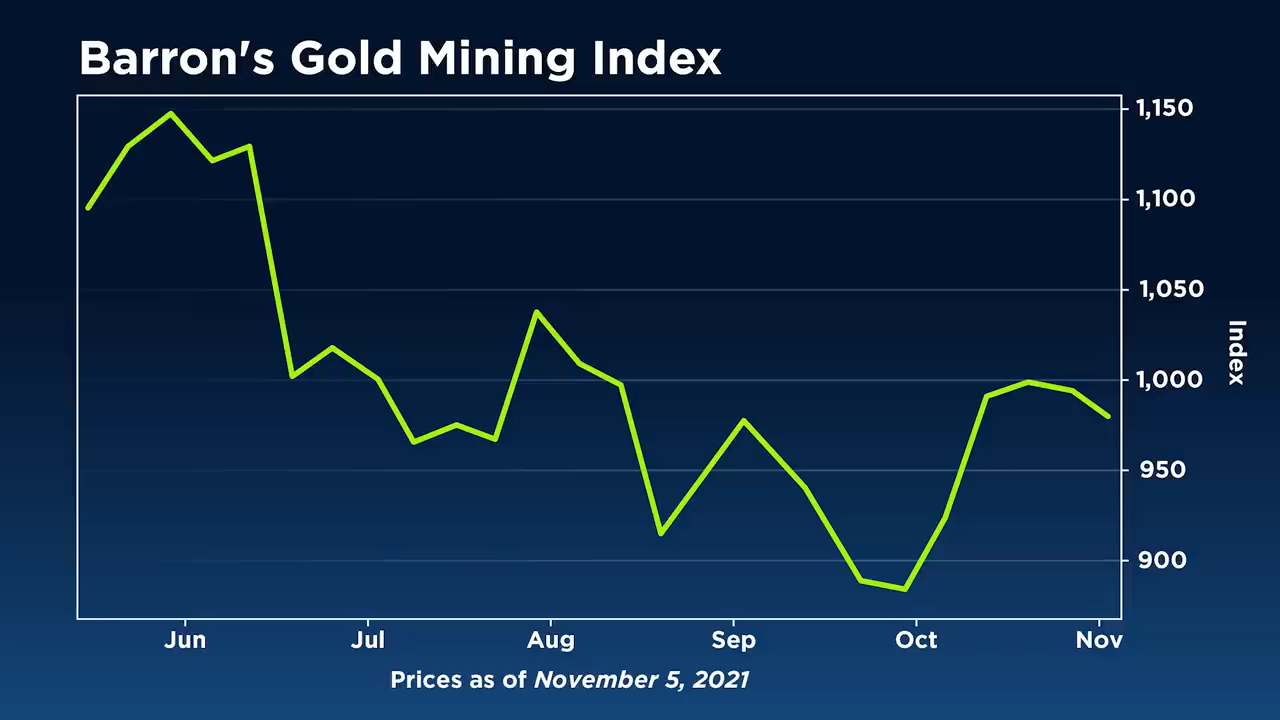 Barron's Gold Mining Index
1,150
1,100
1,050
1,000
950
900
Index
Jun Jul Aug Sep Oct Nov
Prices as of November 5, 2021